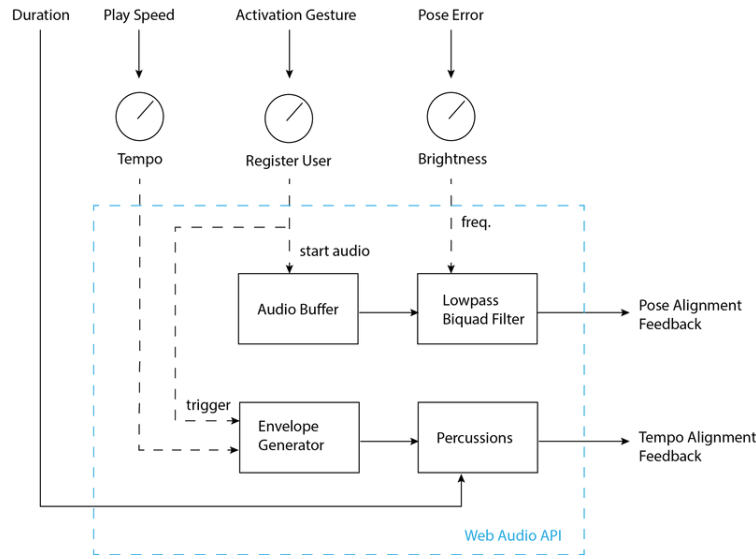 Duration
Play Speed
Activation Gesture
Pose Error
Tempo
Register User
Brightness
freq.
start audio
Audio Buffer
Lowpass
Biquad Filter
Pose Alignment
Feedback
trigger
Envelope
Generator
Percussions
Tempo Alignment
Feedback
Web Audio API